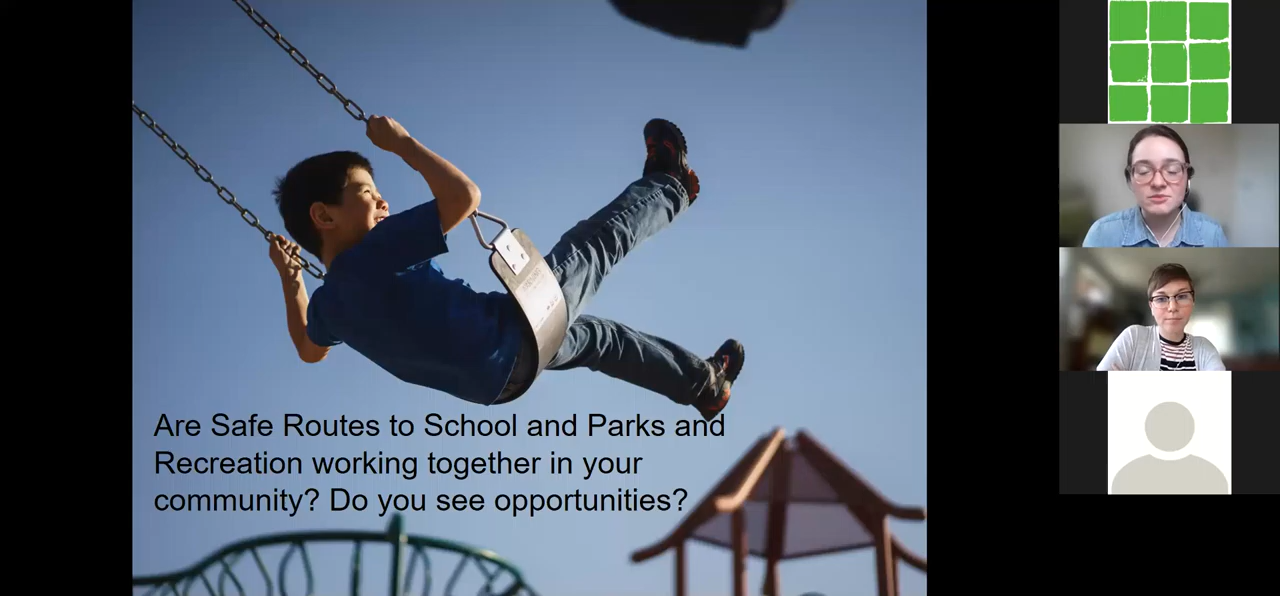 Are Safe Routes to School and Parks and
Recreation working together in your
community? Do you see opportunities?